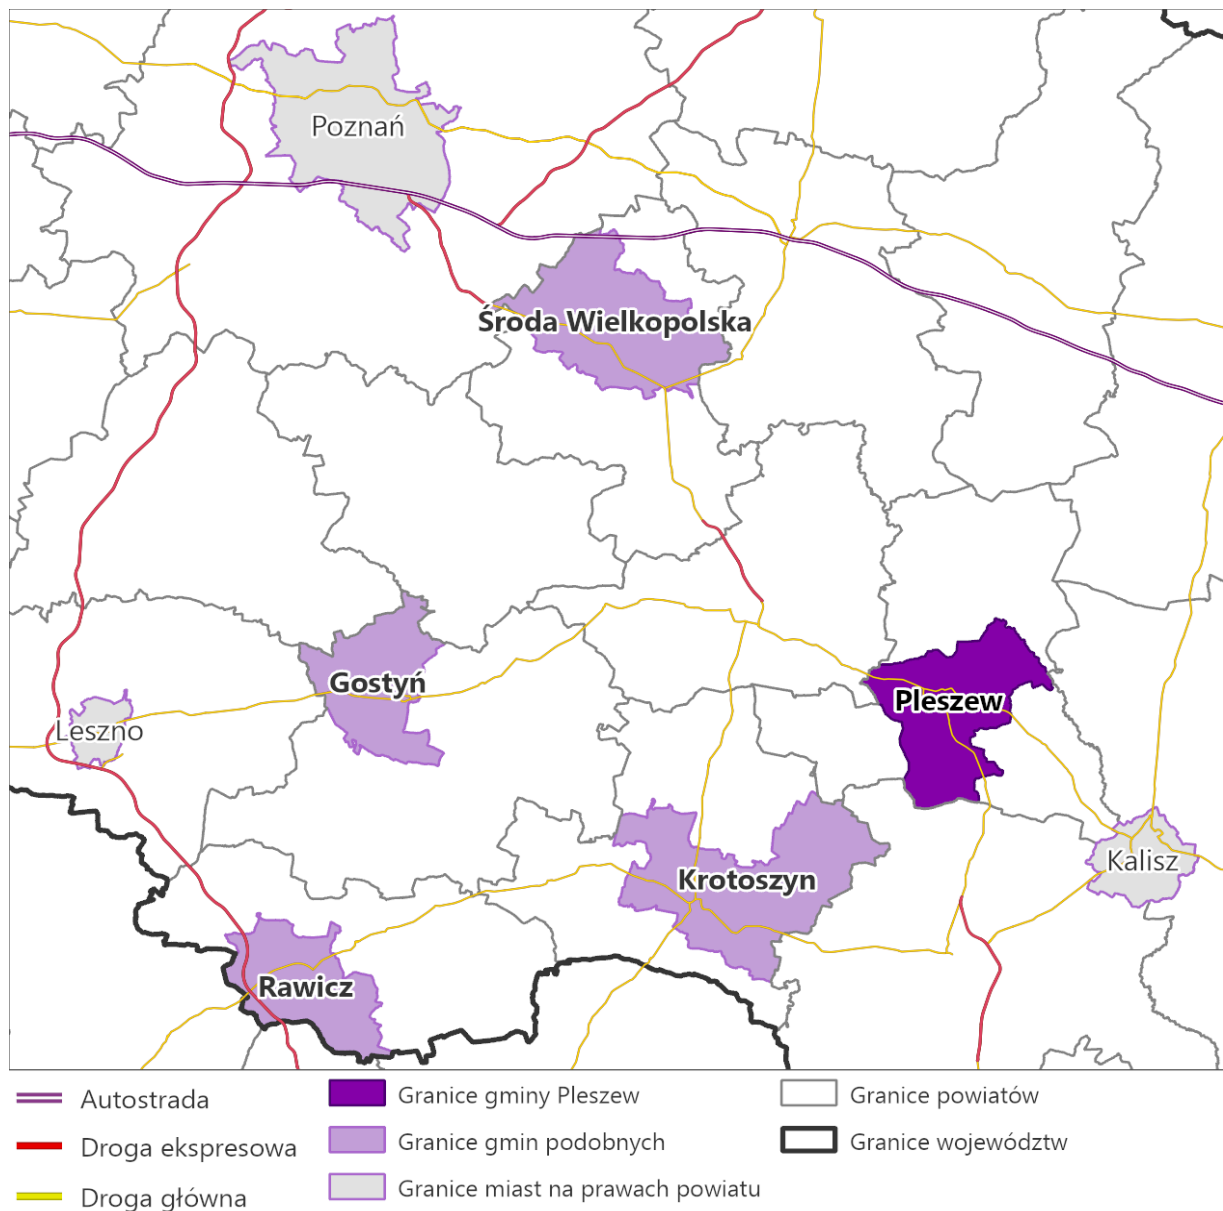 Poznań
Środa Wielkopolska
Gostyń
Pleszew
Leszno
Kalisz
Krotoszyn
Rawicz
Autostrada
Droga ekspresowa
Droga główna
Granice gminy Pleszew
Granice gmin podobnych
Granice miast na prawach powiatu
Granice powiatów
Granice województw